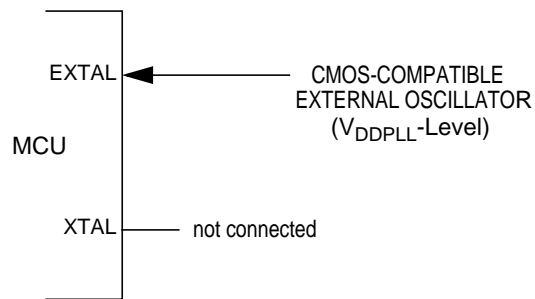 EXTAL
CMOS-COMPATIBLE
EXTERNAL OSCILLATOR
(VDDPLL-Level)
MCU
XTAL
not connected